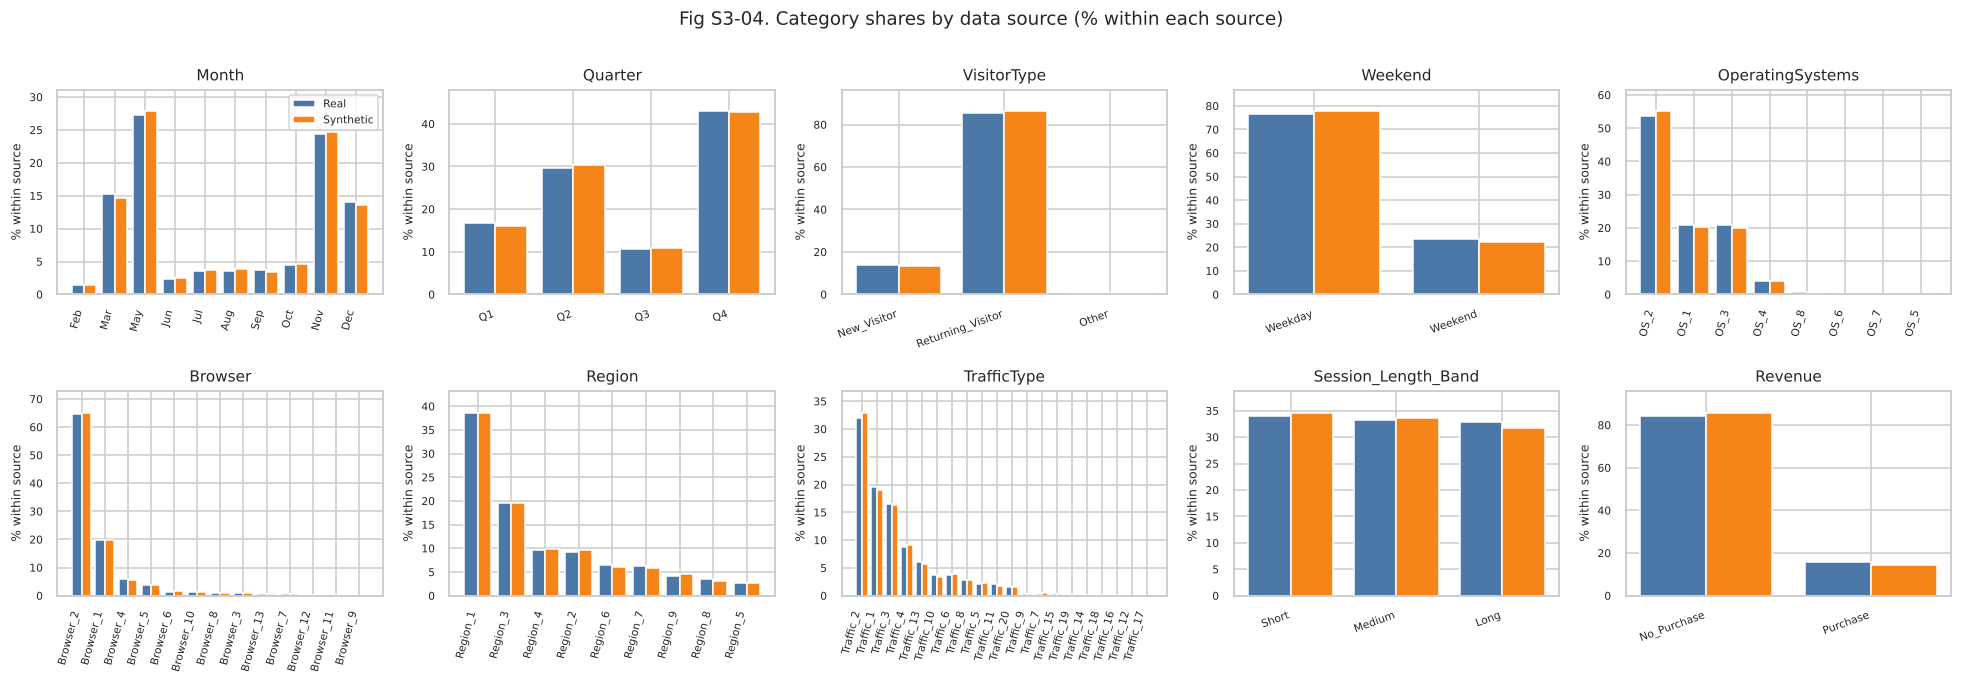 Fig S3-04. Category shares by data source (% within each source)
Month
% within source
30
25
20
15
10
5
0
Real
Synthetic
Feb
Mar
May
Jun
Jul
Aug
Sep
Oct
Nov
Dec
Quarter
% within source
40
30
20
10
0
Q1
Q2
Q3
Q4
VisitorType
80
60
40
20
0
% within source
New_Visitor
Returning_Visitor
Other
Weekend
% within source
80
70
60
50
40
30
20
10
0
Weekday
Weekend
OperatingSystems
% within source
60
50
40
30
20
10
0
OS_2
OS_1
OS_3
OS_4
OS_8
OS_6
OS_7
OS_5
Browser
% within source
70
60
50
40
30
20
10
0
Browser_2
Browser_1
Browser_4
Browser_5
Browser_6
Browser_10
Browser_8
Browser_3
Browser_13
Browser_7
Browser_12
Browser_11
Browser_9
Region
% within source
40
35
30
25
20
15
10
5
0
Region_1
Region_3
Region_4
Region_2
Region_6
Region_7
Region_9
Region_8
Region_5
TrafficType
% within source
35
30
25
20
15
10
5
0
Traffic_2
Traffic_1
Traffic_3
Traffic_4
Traffic_13
Traffic_10
Traffic_6
Traffic_8
Traffic_5
Traffic_11
Traffic_20
Traffic_9
Traffic_7
Traffic_15
Traffic_19
Traffic_14
Traffic_18
Traffic_16
Traffic_12
Traffic_17
Session_Length_Band
% within source
35
30
25
20
15
10
5
0
Short
Medium
Long
Revenue
% within source
80
60
40
20
0
No_Purchase
Purchase